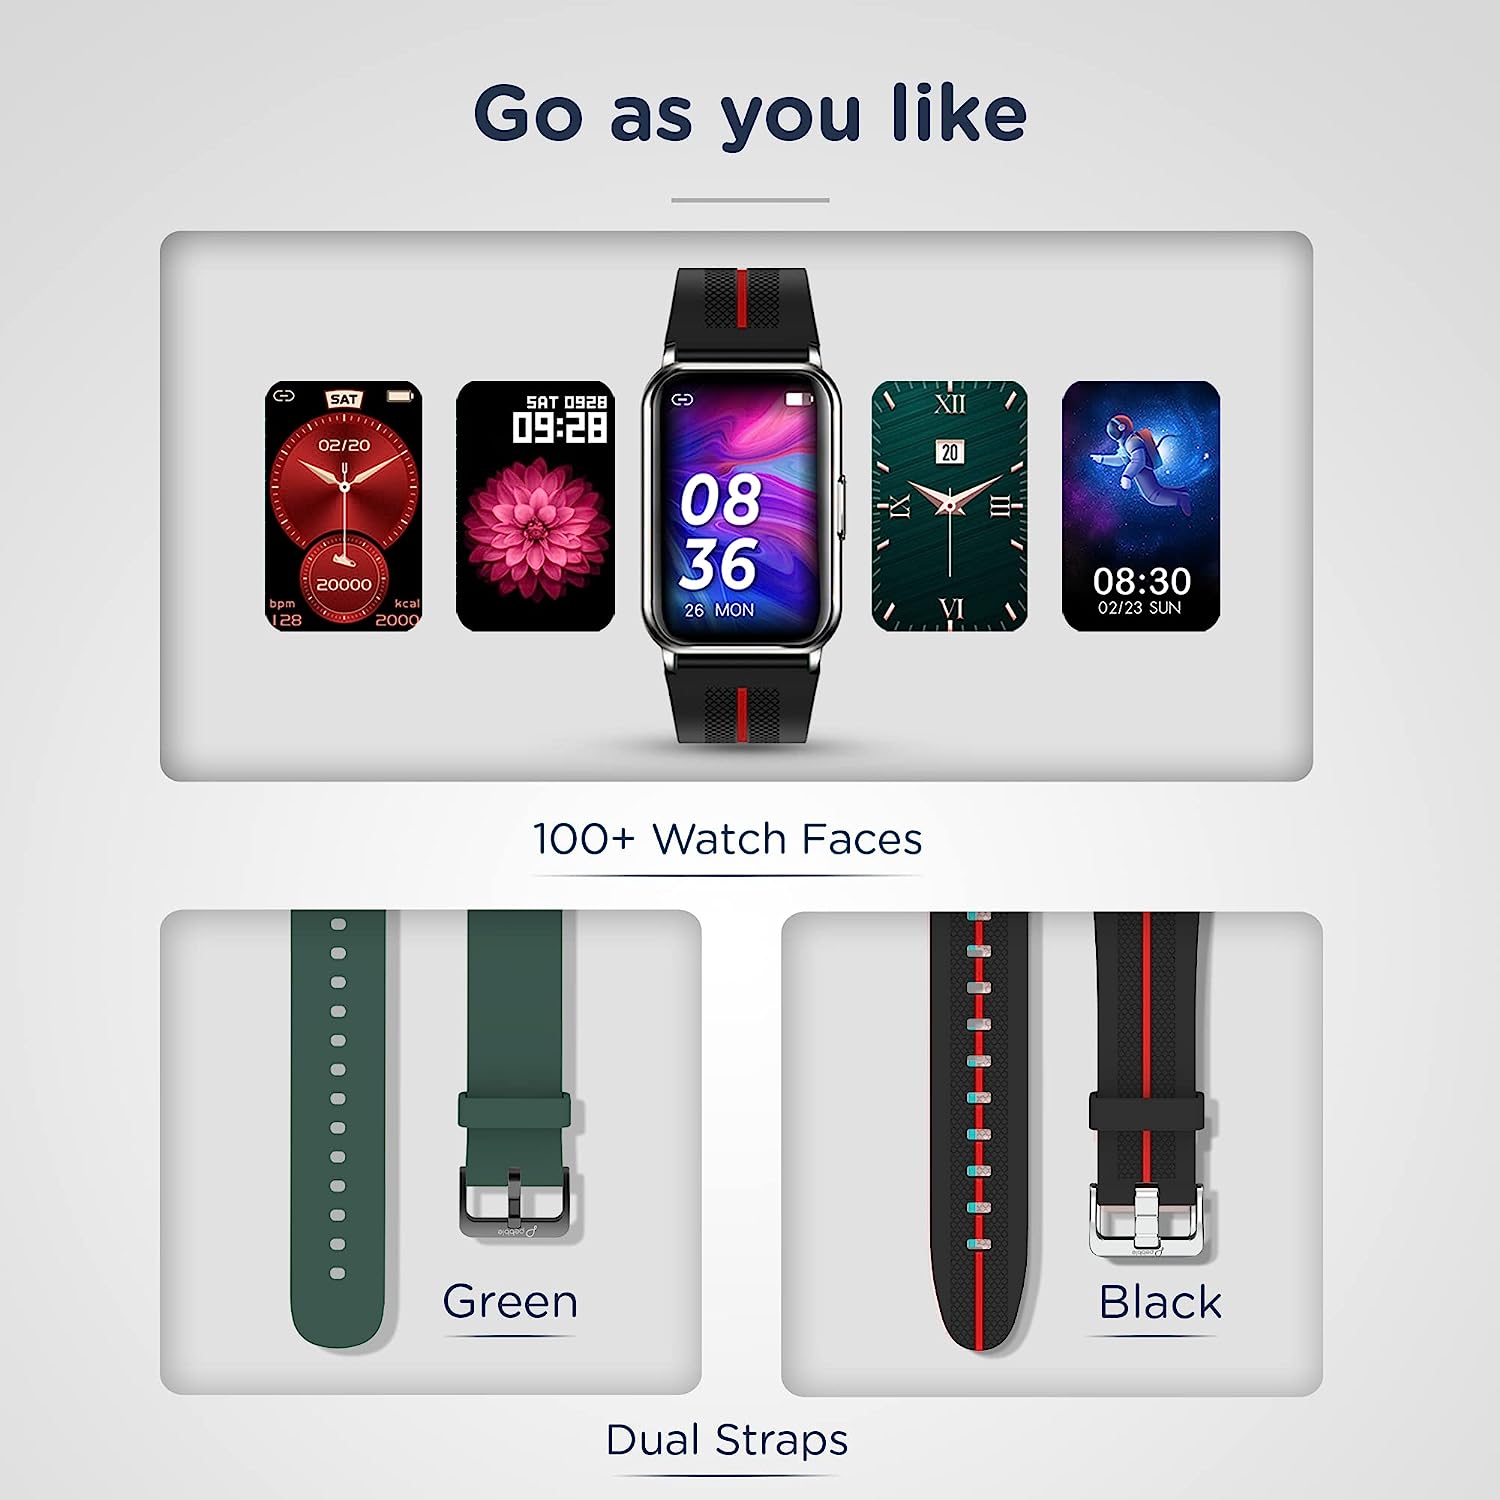 Go as you like
SAT
02/20
20000
bpm
128
kcal
2000
SAT 0928
09:28
08
36
26 MON
XII
20
IX
III
VI
08:30
02/23 SUN
100+ Watch Faces
pebble
Green
pebble
Black
Dual Straps